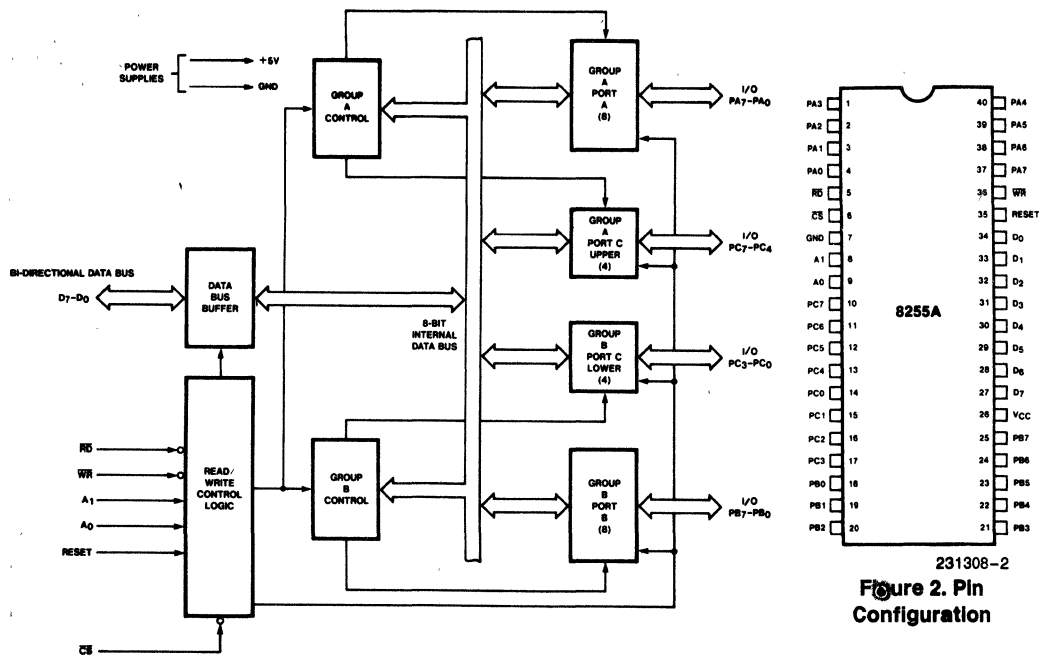 POWER
SUPPLIES
+5V
GND
GROUP
A
CONTROL
GROUP
A
PORT
A
(8)
I/O
PA7-PA0
GROUP
A
PORT C
UPPER
(4)
I/O
PC7-PC4
BI-DIRECTIONAL DATA BUS
D7-D0
DATA
BUS
BUFFER
8-BIT
INTERNAL
DATA BUS
GROUP
B
PORT C
LOWER
(4)
I/O
PC3-PC0
RD
WR
A1
A0
RESET
CS
READ/
WRITE
CONTROL
LOGIC
GROUP
B
CONTROL
GROUP
B
PORT
B
(8)
I/O
PB7-PB0
PA3 1 40 PA4
PA2 2 39 PA5
PA1 3 38 PA6
PA0 4 37 PA7
RD 5 36 WR
CS 6 35 RESET
GND 7 34 D0
A1 8 33 D1
A0 9 32 D2
PC7 10 31 D3
8255A
PC6 11 30 D4
PC5 12 29 D5
PC4 13 28 D6
PC0 14 27 D7
PC1 15 26 VCC
PC2 16 25 PB7
PC3 17 24 PB6
PB0 18 23 PB5
PB1 19 22 PB4
PB2 20 21 PB3
231308-2
Figure 2. Pin
Configuration